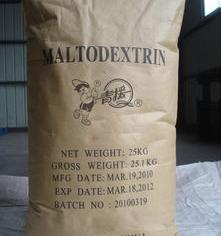 MALTODEXTRIN
®
青援
®
NET WEIGHT: 25KG
GROSS WEIGHT: 25.1KG
MFG DATE: MAR.19,2010
EXP DATE: MAR.18,2012
BATCH NO : 20100319